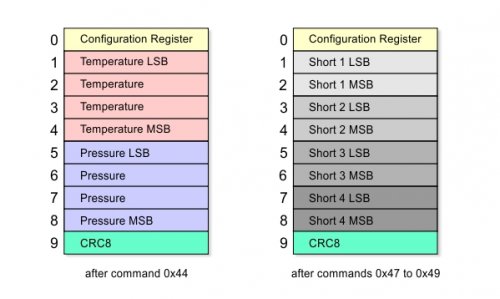 0 Configuration Register
1 Temperature LSB
2 Temperature
3 Temperature
4 Temperature MSB
5 Pressure LSB
6 Pressure
7 Pressure
8 Pressure MSB
9 CRC8
after command 0x44
0 Configuration Register
1 Short 1 LSB
2 Short 1 MSB
3 Short 2 LSB
4 Short 2 MSB
5 Short 3 LSB
6 Short 3 MSB
7 Short 4 LSB
8 Short 4 MSB
9 CRC8
after commands 0x47 to 0x49